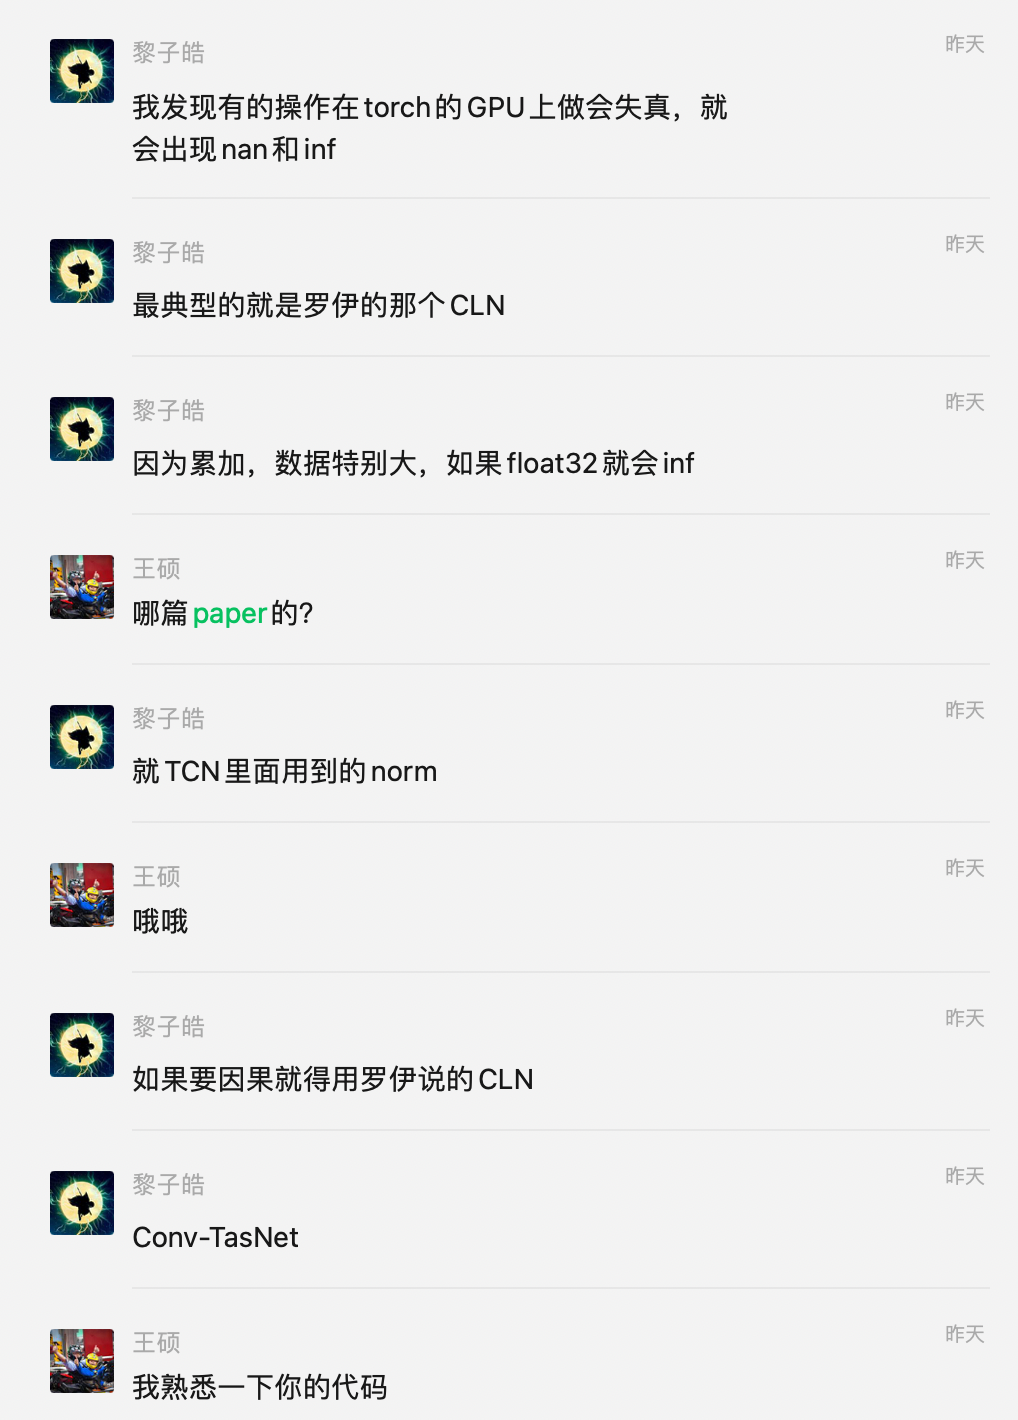 黎子皓
昨天
我发现有的操作在torch的GPU上做会失真，就
会出现nan和inf
黎子皓
昨天
最典型的就是罗伊的那个CLN
黎子皓
昨天
因为累加，数据特别大，如果float32就会inf
王硕
昨天
哪篇paper的?
黎子皓
昨天
就TCN里面用到的norm
王硕
昨天
哦哦
黎子皓
昨天
如果要因果就得用罗伊说的CLN
黎子皓
昨天
Conv-TasNet
王硕
昨天
我熟悉一下你的代码